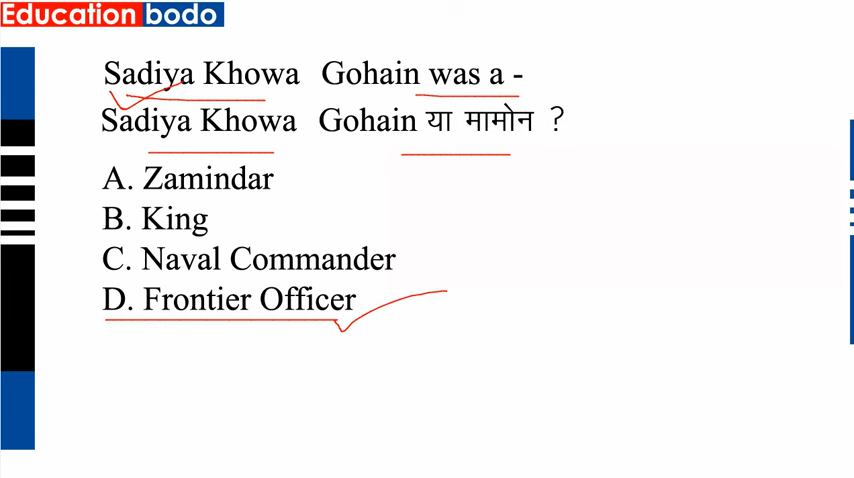 Education bodo
Sadiya Khowa Gohain was a -
Sadiya Khowa Gohain या मामोन ?
A. Zamindar
B. King
C. Naval Commander
D. Frontier Officer